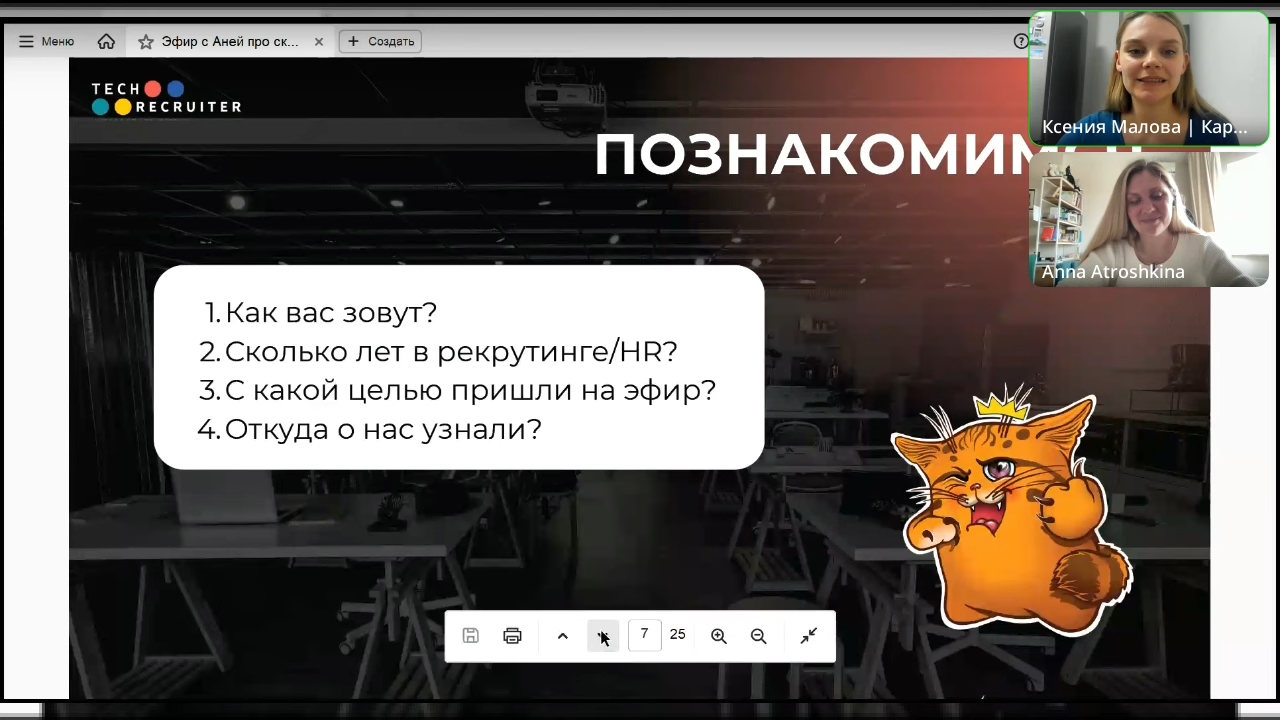 Меню
Эфир с Аней про ск...
Создать
TECH
RECRUITER
Ксения Малова | Кар...
Anna Atroshkina
1. Как вас зовут?
2. Сколько лет в рекрутинге/HR?
3. С какой целью пришли на эфир?
4. Откуда о нас узнали?
7 25